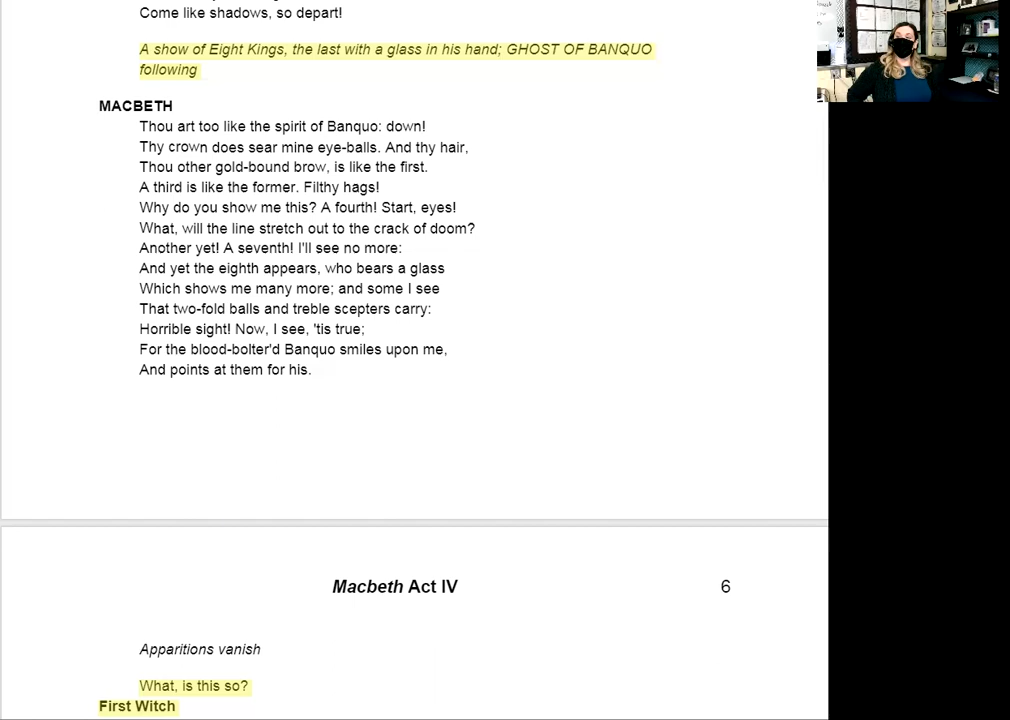 Come like shadows, so depart!
A show of Eight Kings, the last with a glass in his hand; GHOST OF BANQUO
following
MACBETH
Thou art too like the spirit of Banquo: down!
Thy crown does sear mine eye-balls. And thy hair,
Thou other gold-bound brow, is like the first.
A third is like the former. Filthy hags!
Why do you show me this? A fourth! Start, eyes!
What, will the line stretch out to the crack of doom?
Another yet! A seventh! I'll see no more:
And yet the eighth appears, who bears a glass
Which shows me many more; and some I see
That two-fold balls and treble scepters carry:
Horrible sight! Now, I see, 'tis true;
For the blood-bolter'd Banquo smiles upon me,
And points at them for his.
Macbeth Act IV 6
Apparitions vanish
What, is this so?
First Witch